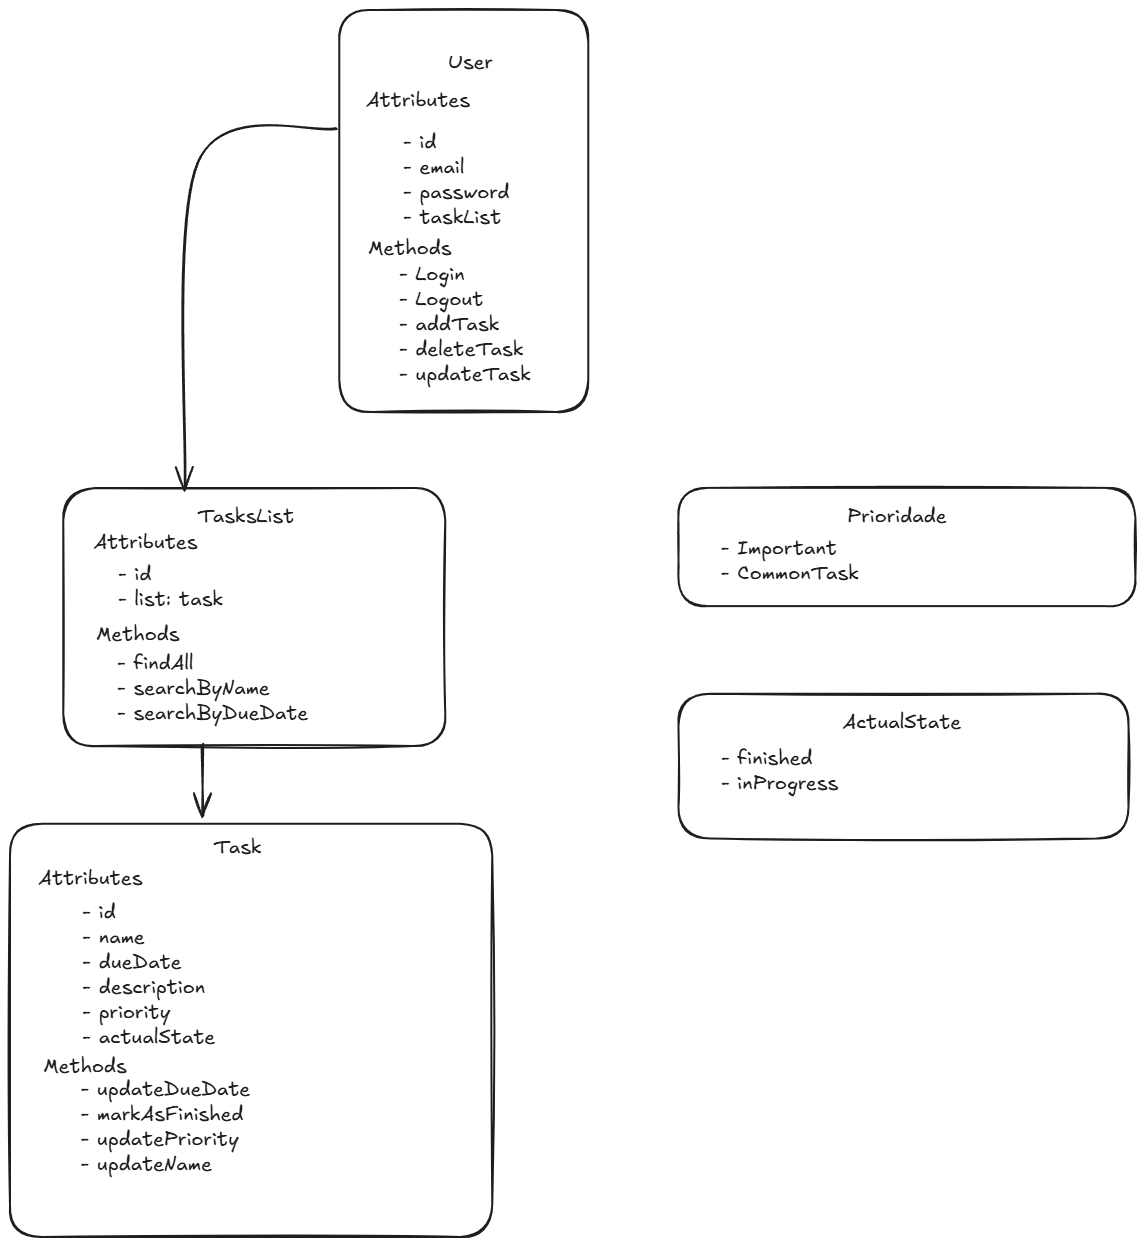 User
Attributes
- id
- email
- password
- taskList
Methods
- Login
- Logout
- addTask
- deleteTask
- updateTask
TasksList
Attributes
- id
- list: task
Methods
- findAll
- searchByName
- searchByDueDate
Prioridade
- Important
- CommonTask
ActualState
- finished
- inProgress
Task
Attributes
- id
- name
- dueDate
- description
- priority
- actualState
Methods
- updateDueDate
- markAsFinished
- updatePriority
- updateName